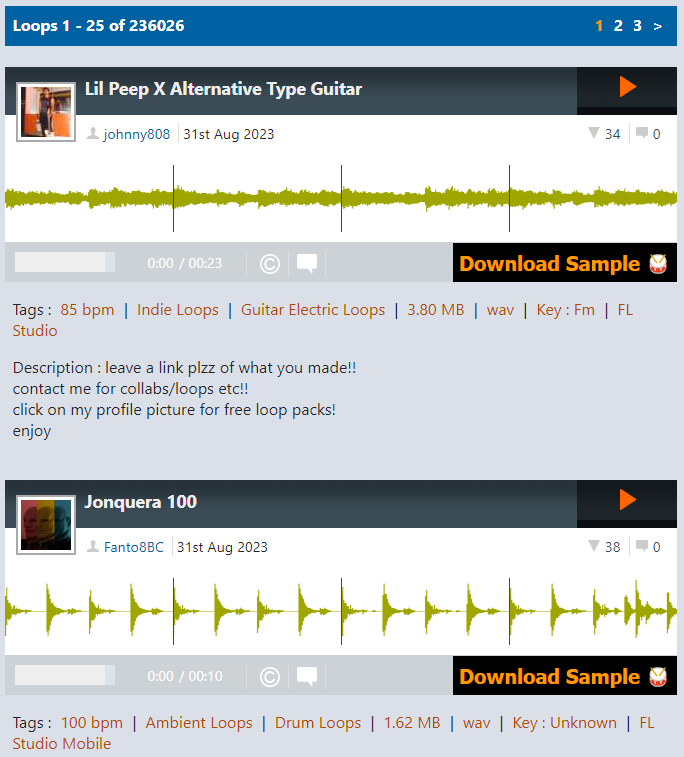 Loops 1 - 25 of 236026 1 2 3 >
Lil Peep X Alternative Type Guitar
johnny808 31st Aug 2023 34 0
0:00 / 00:23 © Download Sample
Tags : 85 bpm | Indie Loops | Guitar Electric Loops | 3.80 MB | wav | Key : Fm | FL
Studio
Description : leave a link plzz of what you made!!
contact me for collabs/loops etc!!
click on my profile picture for free loop packs!
enjoy
Jonquera 100
Fanto8BC 31st Aug 2023 38 0
0:00 / 00:10 © Download Sample
Tags : 100 bpm | Ambient Loops | Drum Loops | 1.62 MB | wav | Key : Unknown | FL
Studio Mobile